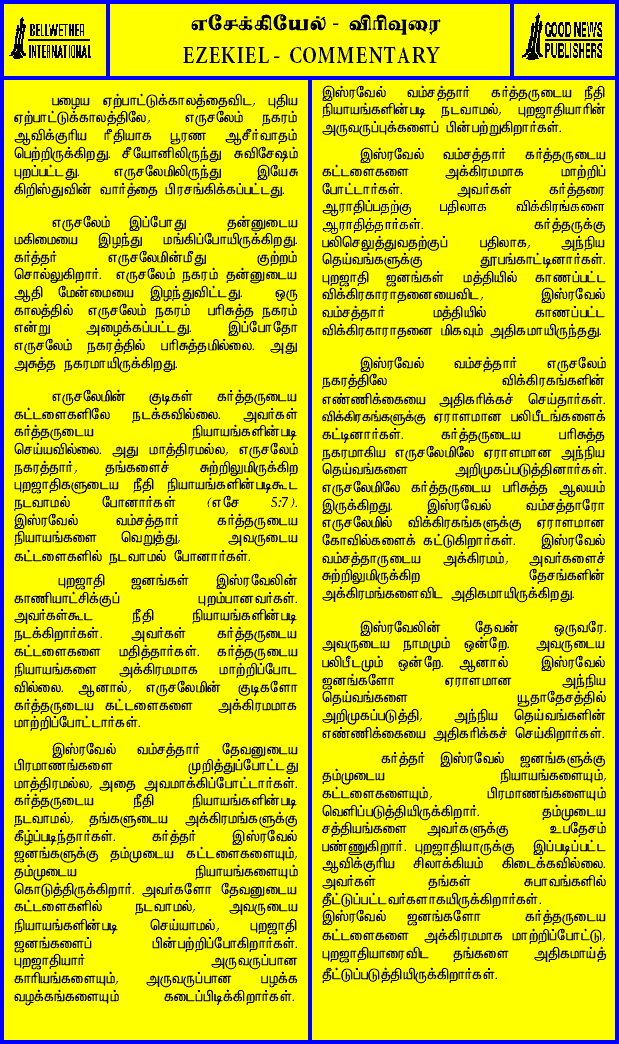 BELLWETHER
INTERNATIONAL
எசேக்கியேல் - விரிவுரை
EZEKIEL - COMMENTARY
GOOD NEWS
PUBLISHERS
பழைய ஏற்பாட்டுக்காலத்தைவிட, புதிய
ஏற்பாட்டுக்காலத்திலே, எருசலேம் நகரம்
ஆவிக்குரிய ரீதியாக பூரண ஆசீர்வாதம்
பெற்றிருக்கிறது. சீயோனிலிருந்து சுவிசேஷம்
புறப்பட்டது. எருசலேமிலிருந்து இயேசு
கிறிஸ்துவின் வார்த்தை பிரசங்கிக்கப்பட்டது.
எருசலேம் இப்போது தன்னுடைய
மகிமையை இழந்து மங்கிப்போயிருக்கிறது.
கர்த்தர் எருசலேமின்மீது குற்றம்
சொல்லுகிறார். எருசலேம் நகரம் தன்னுடைய
ஆதி மேன்மையை இழந்துவிட்டது. ஒரு
காலத்தில் எருசலேம் நகரம் பரிசுத்த நகரம்
என்று அழைக்கப்பட்டது. இப்போதோ
எருசலேம் நகரத்தில் பரிசுத்தமில்லை. அது
அசுத்த நகரமாயிருக்கிறது.
எருசலேமின் குடிகள் கர்த்தருடைய
கட்டளைகளிலே நடக்கவில்லை. அவர்கள்
கர்த்தருடைய நியாயங்களின்படி
செய்யவில்லை. அது மாத்திரமல்ல, எருசலேம்
நகரத்தார், தங்களைச் சுற்றிலுமிருக்கிற
புறஜாதிகளுடைய நீதி நியாயங்களின்படிகூட
நடவாமல் போனார்கள் (எசே 5:7).
இஸ்ரவேல் வம்சத்தார் கர்த்தருடைய
நியாயங்களை வெறுத்து, அவருடைய
கட்டளைகளில் நடவாமல் போனார்கள்.
புறஜாதி ஜனங்கள் இஸ்ரவேலின்
காணியாட்சிக்குப் புறம்பானவர்கள்.
அவர்கள்கூட நீதி நியாயங்களின்படி
நடக்கிறார்கள். அவர்கள் கர்த்தருடைய
கட்டளைகளை மதித்தார்கள். கர்த்தருடைய
நியாயங்களை அக்கிரமமாக மாற்றிப்போட
வில்லை. ஆனால், எருசலேமின் குடிகளோ
கர்த்தருடைய கட்டளைகளை அக்கிரமமாக
மாற்றிப்போட்டார்கள்.
இஸ்ரவேல் வம்சத்தார் தேவனுடைய
பிரமாணங்களை முறித்துப்போட்டது
மாத்திரமல்ல, அதை அவமாக்கிப்போட்டார்கள்.
கர்த்தருடைய நீதி நியாயங்களின்படி
நடவாமல், தங்களுடைய அக்கிரமங்களுக்கு
கீழ்ப்படிந்தார்கள். கர்த்தர் இஸ்ரவேல்
ஜனங்களுக்கு தம்முடைய கட்டளைகளையும்,
தம்முடைய நியாயங்களையும்
கொடுத்திருக்கிறார். அவர்களோ தேவனுடைய
கட்டளைகளில் நடவாமல், அவருடைய
நியாயங்களின்படி செய்யாமல், புறஜாதி
ஜனங்களைப் பின்பற்றிப்போகிறார்கள்.
புறஜாதியார் அருவருப்பான
காரியங்களையும், அருவருப்பான பழக்க
வழக்கங்களையும் கடைப்பிடிக்கிறார்கள்.
இஸ்ரவேல் வம்சத்தார் கர்த்தருடைய நீதி
நியாயங்களின்படி நடவாமல், புறஜாதியாரின்
அருவருப்புக்களைப் பின்பற்றுகிறார்கள்.
இஸ்ரவேல் வம்சத்தார் கர்த்தருடைய
கட்டளைகளை அக்கிரமமாக மாற்றிப்
போட்டார்கள். அவர்கள் கர்த்தரை
ஆராதிப்பதற்கு பதிலாக விக்கிரகங்களை
ஆராதித்தார்கள். கர்த்தருக்கு
பலிசெலுத்துவதற்குப் பதிலாக, அந்நிய
தெய்வங்களுக்கு தூபங்காட்டினார்கள்.
புறஜாதி ஜனங்கள் மத்தியில் காணப்பட்ட
விக்கிரகாராதனையைவிட, இஸ்ரவேல்
வம்சத்தார் மத்தியில் காணப்பட்ட
விக்கிரகாராதனை மிகவும் அதிகமாயிருந்தது.
இஸ்ரவேல் வம்சத்தார் எருசலேம்
நகரத்திலே விக்கிரகங்களின்
எண்ணிக்கையை அதிகரிக்கச் செய்தார்கள்.
விக்கிரகங்களுக்கு ஏராளமான பலிபீடங்களைக்
கட்டினார்கள். கர்த்தருடைய பரிசுத்த
நகரமாகிய எருசலேமிலே ஏராளமான அந்நிய
தெய்வங்களை அறிமுகப்படுத்தினார்கள்.
எருசலேமிலே கர்த்தருடைய பரிசுத்த ஆலயம்
இருக்கிறது. இஸ்ரவேல் வம்சத்தாரோ
எருசலேமில் விக்கிரகங்களுக்கு ஏராளமான
கோவில்களைக் கட்டுகிறார்கள். இஸ்ரவேல்
வம்சத்தாருடைய அக்கிரமம், அவர்களைச்
சுற்றிலுமிருக்கிற தேசங்களின்
அக்கிரமங்களைவிட அதிகமாயிருக்கிறது.
இஸ்ரவேலின் தேவன் ஒருவரே.
அவருடைய நாமமும் ஒன்றே. அவருடைய
பலிபீடமும் ஒன்றே. ஆனால் இஸ்ரவேல்
ஜனங்களோ ஏராளமான அந்நிய
தெய்வங்களை யூதாதேசத்தில்
அறிமுகப்படுத்தி, அந்நிய தெய்வங்களின்
எண்ணிக்கையை அதிகரிக்கச் செய்கிறார்கள்.
கர்த்தர் இஸ்ரவேல் ஜனங்களுக்கு
தம்முடைய நியாயங்களையும்,
கட்டளைகளையும், பிரமாணங்களையும்
வெளிப்படுத்தியிருக்கிறார். தம்முடைய
சத்தியங்களை அவர்களுக்கு உபதேசம்
பண்ணுகிறார். புறஜாதியாருக்கு இப்படிப்பட்ட
ஆவிக்குரிய சிலாக்கியம் கிடைக்கவில்லை.
அவர்கள் தங்கள் சுபாவங்களில்
தீட்டுப்பட்டவர்களாகயிருக்கிறார்கள்.
இஸ்ரவேல் ஜனங்களோ கர்த்தருடைய
கட்டளைகளை அக்கிரமமாக மாற்றிப்போட்டு,
புறஜாதியாரைவிட தங்களை அதிகமாய்த்
தீட்டுப்படுத்தியிருக்கிறார்கள்.